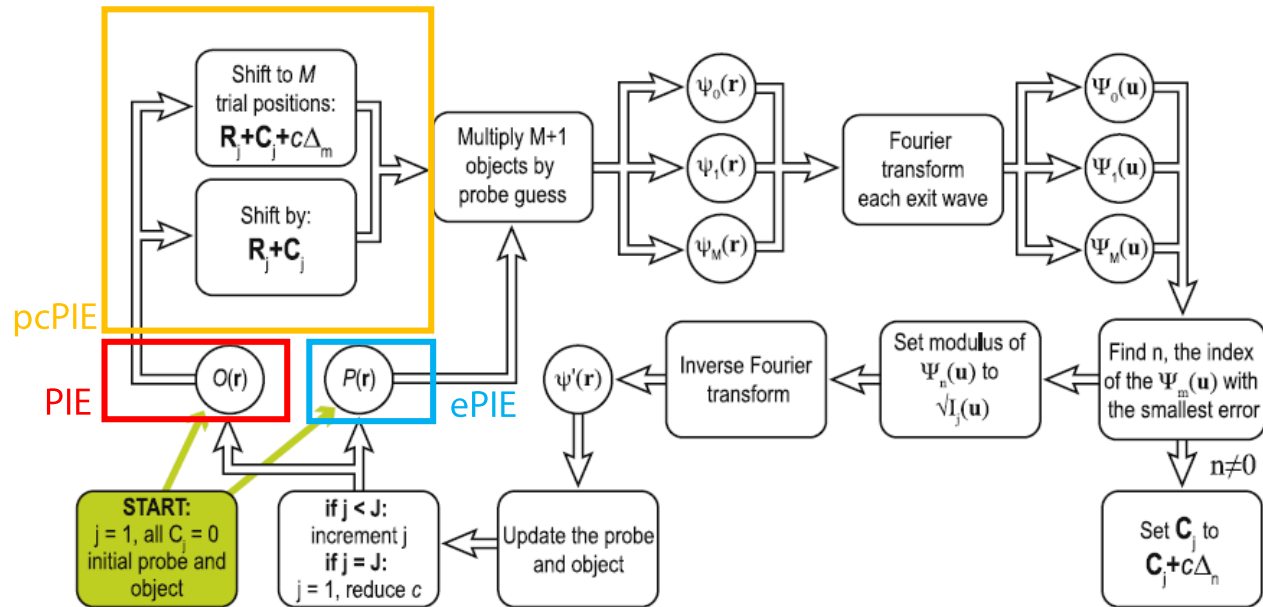 Shift to M
trial positions:
R_j+C_j+cΔ_m
Shift by:
R_j+C_j
pcPIE
Multiply M+1
objects by
probe guess
ψ_0(r)
ψ_1(r)
ψ_M(r)
Fourier
transform
each exit wave
Ψ_0(u)
Ψ_1(u)
Ψ_M(u)
PIE
O(r)
P(r)
ePIE
ψ'(r)
Inverse Fourier
transform
Set modulus of
Ψ_n(u) to
√I_j(u)
Find n, the index
of the Ψ_m(u) with
the smallest error
n≠0
START:
j = 1, all C_j = 0
initial probe and
object
if j < J:
increment j
if j = J:
j = 1, reduce c
Update the probe
and object
Set C_j to
C_j+cΔ_n